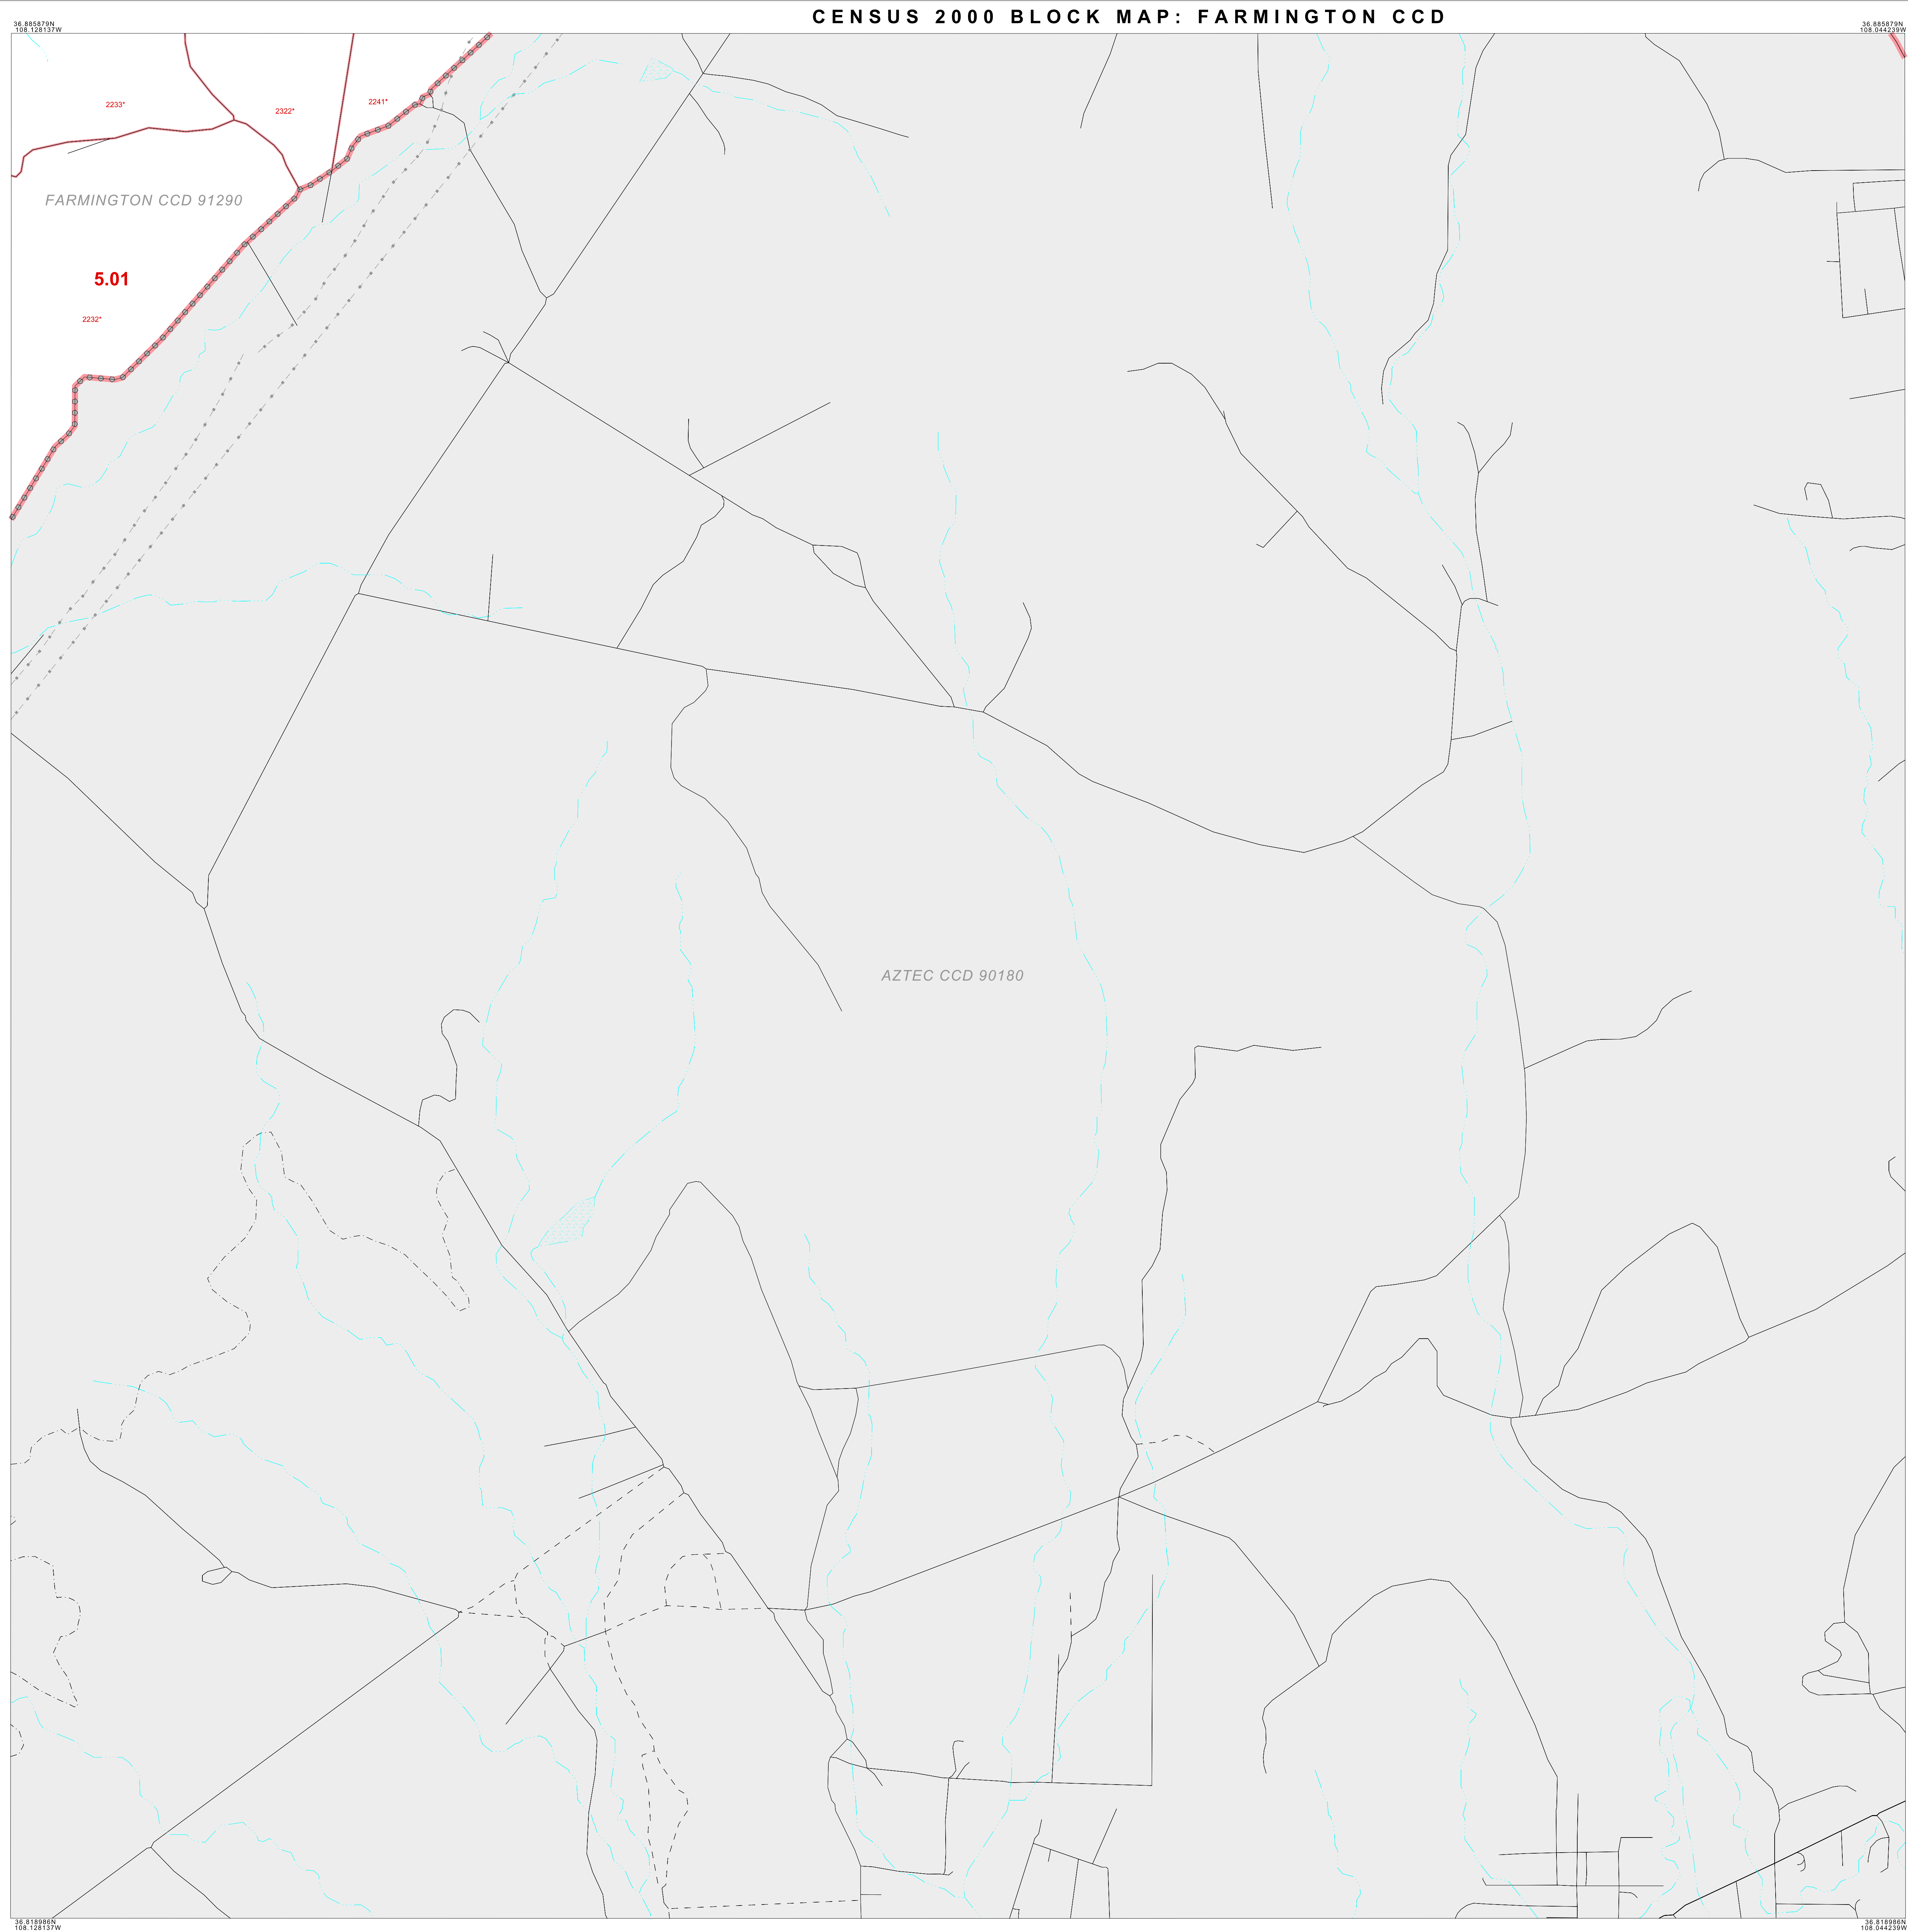 CENSUS 2000 BLOCK MAP: FARMINGTON CCD
36.885879N
108.128137W
36.885879N
108.044239W
2233*
2322*
2241*
FARMINGTON CCD 91290
5.01
2232*
AZTEC CCD 90180
36.818986N
108.128137W
36.818986N
108.044239W